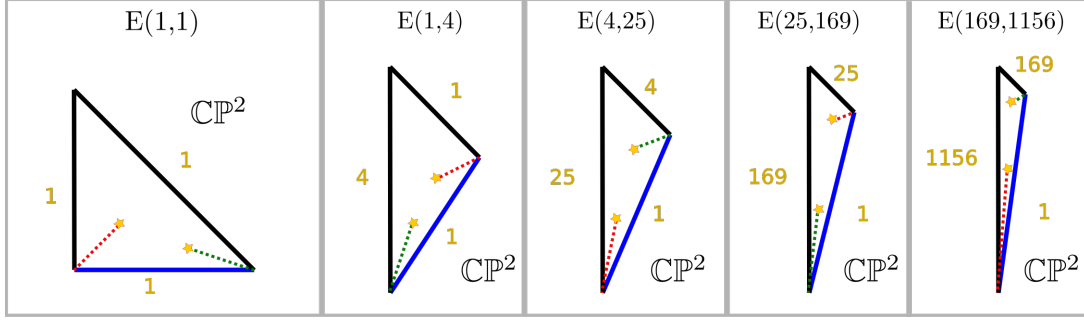 E(1,1)
ℂℙ²
1
1
1
E(1,4)
1
4
1
ℂℙ²
E(4,25)
4
25
1
ℂℙ²
E(25,169)
25
169
1
ℂℙ²
E(169,1156)
169
1156
1
ℂℙ²